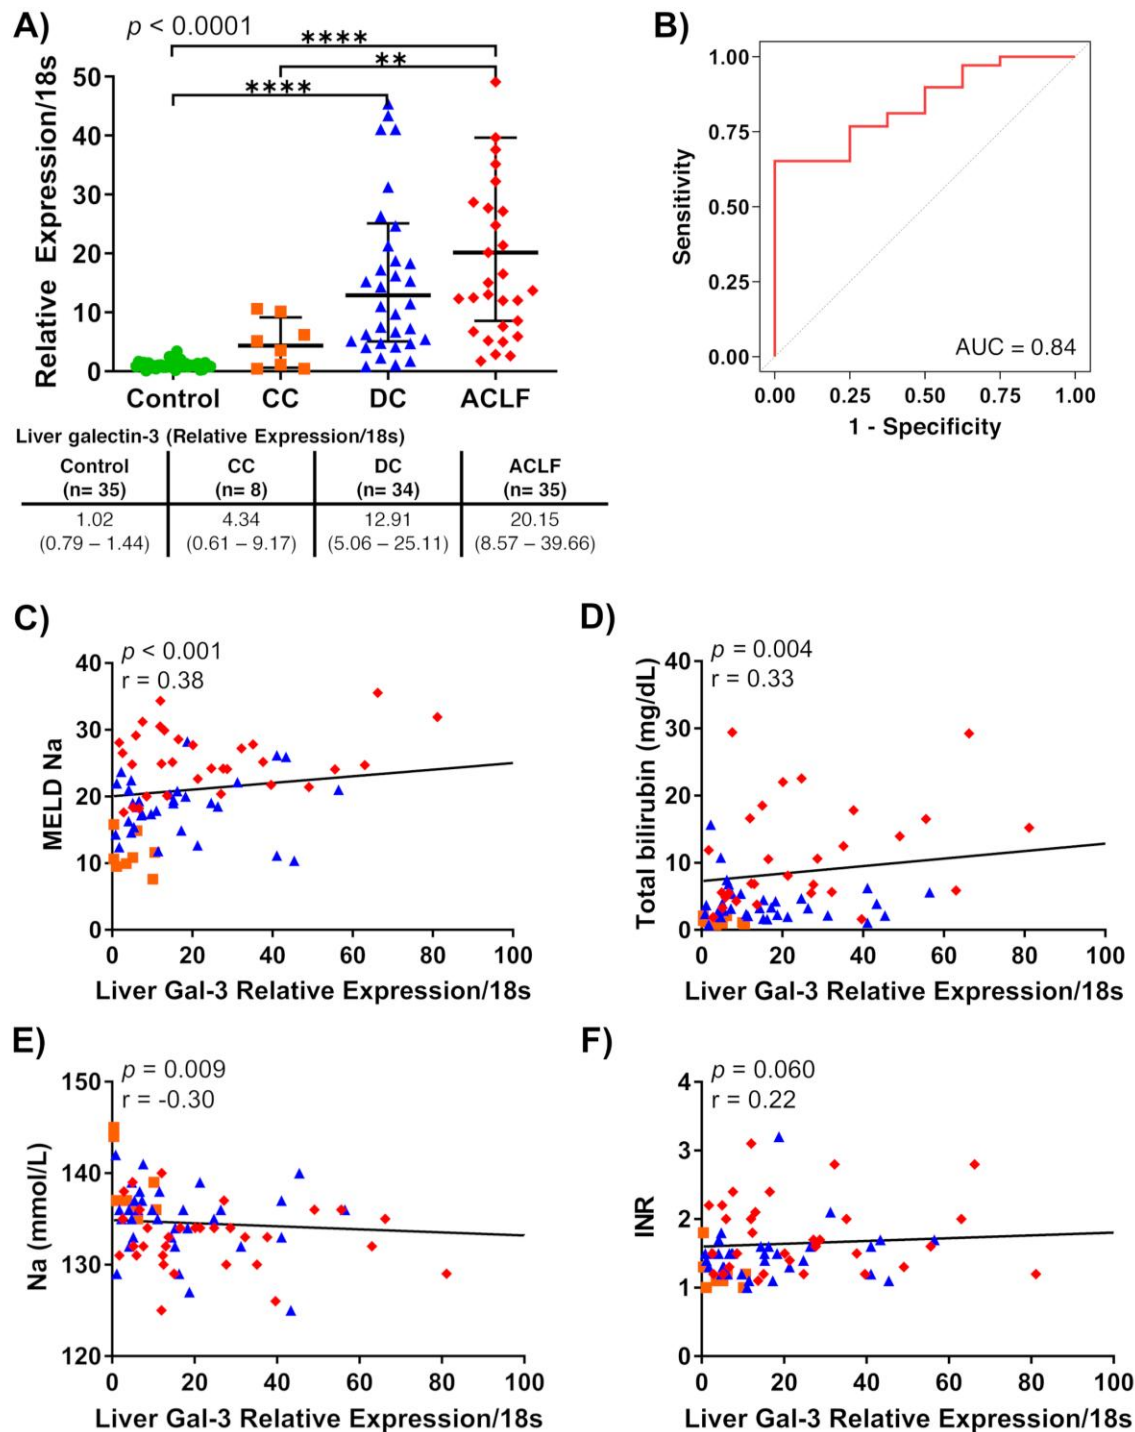 A)
p < 0.0001
****
**
****
Relative Expression/18s
50
40
30
20
10
0
Control CC DC ACLF
Liver galectin-3 (Relative Expression/18s)
Control CC DC ACLF
(n= 35) (n= 8) (n= 34) (n= 35)
1.02 4.34 12.91 20.15
(0.79 – 1.44) (0.61 – 9.17) (5.06 – 25.11) (8.57 – 39.66)
B)
Sensitivity
1.00
0.75
0.50
0.25
0.00
AUC = 0.84
0.00 0.25 0.50 0.75 1.00
1 - Specificity
C)
p < 0.001
r = 0.38
MELD Na
40
30
20
10
0
0 20 40 60 80 100
Liver Gal-3 Relative Expression/18s
D)
p = 0.004
r = 0.33
Total bilirubin (mg/dL)
40
30
20
10
0
0 20 40 60 80 100
Liver Gal-3 Relative Expression/18s
E)
p = 0.009
r = -0.30
Na (mmol/L)
150
140
130
120
0 20 40 60 80 100
Liver Gal-3 Relative Expression/18s
F)
p = 0.060
r = 0.22
INR
4
3
2
1
0
0 20 40 60 80 100
Liver Gal-3 Relative Expression/18s